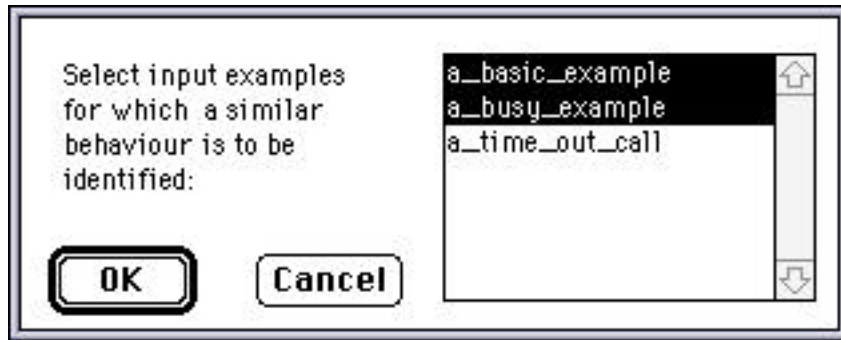 Select input examples
for which a similar
behaviour is to be
identified:
a_basic_example
a_busy_example
a_time_out_call
OK
Cancel